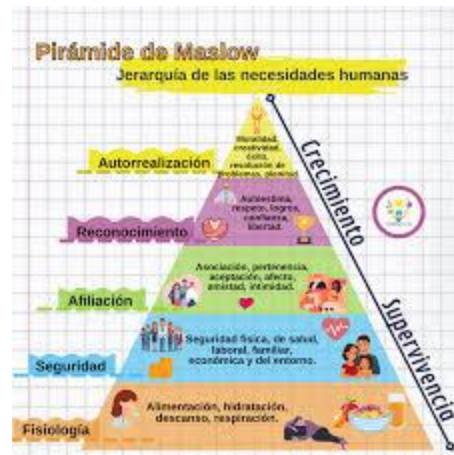 Pirámide de Maslow
Jerarquía de las necesidades humanas
Autorrealización
Moralidad,
creatividad,
éxito,
resolución de
problemas, plenitud.
Reconocimiento
Autoestima,
respeto, logros,
confianza,
libertad.
Afiliación
Asociación, pertenencia,
aceptación, afecto,
amistad, intimidad.
Seguridad
Seguridad física, de salud,
laboral, familiar,
económica y del entorno.
Fisiología
Alimentación, hidratación,
descanso, respiración.
Crecimiento
Supervivencia